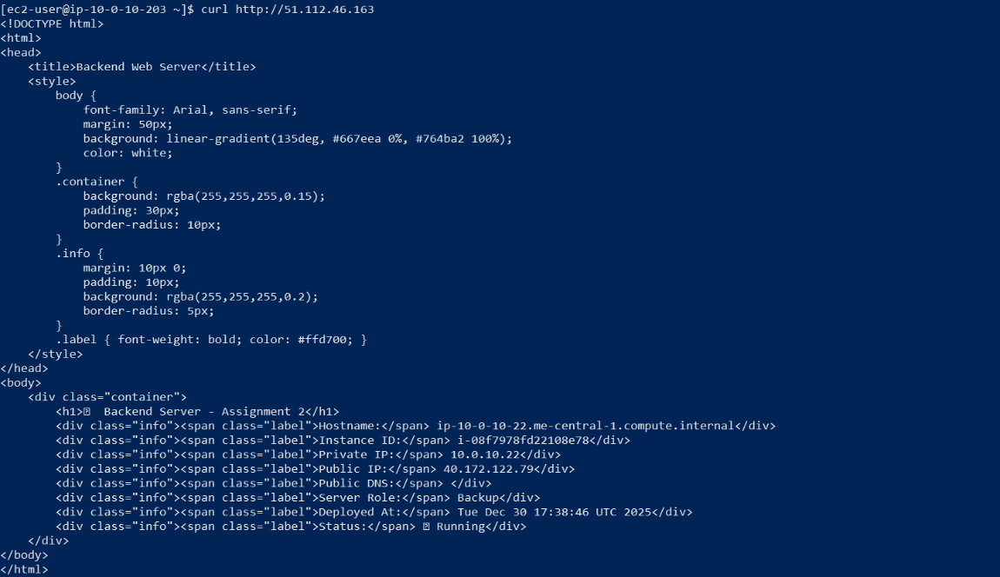 [ec2-user@ip-10-0-10-203 ~]$ curl http://51.112.46.163
<!DOCTYPE html>
<html>
<head>
    <title>Backend Web Server</title>
    <style>
        body {
            font-family: Arial, sans-serif;
            margin: 50px;
            background: linear-gradient(135deg, #667eea 0%, #764ba2 100%);
            color: white;
        }
        .container {
            background: rgba(255,255,255,0.15);
            padding: 30px;
            border-radius: 10px;
        }
        .info {
            margin: 10px 0;
            padding: 10px;
            background: rgba(255,255,255,0.2);
            border-radius: 5px;
        }
        .label { font-weight: bold; color: #ffd700; }
    </style>
</head>
<body>
    <div class="container">
        <h1>⍰  Backend Server - Assignment 2</h1>
        <div class="info"><span class="label">Hostname:</span> ip-10-0-10-22.me-central-1.compute.internal</div>
        <div class="info"><span class="label">Instance ID:</span> i-08f7978fd22108e78</div>
        <div class="info"><span class="label">Private IP:</span> 10.0.10.22</div>
        <div class="info"><span class="label">Public IP:</span> 40.172.122.79</div>
        <div class="info"><span class="label">Public DNS:</span> </div>
        <div class="info"><span class="label">Server Role:</span> Backup</div>
        <div class="info"><span class="label">Deployed At:</span> Tue Dec 30 17:38:46 UTC 2025</div>
        <div class="info"><span class="label">Status:</span> ⍰ Running</div>
    </div>
</body>
</html>